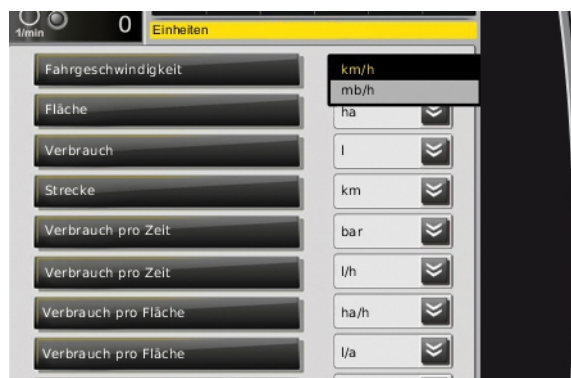 1/min 0 Einheiten
Fahrgeschwindigkeit km/h
mb/h
Fläche ha
Verbrauch l
Strecke km
Verbrauch pro Zeit bar
Verbrauch pro Zeit l/h
Verbrauch pro Fläche ha/h
Verbrauch pro Fläche l/a